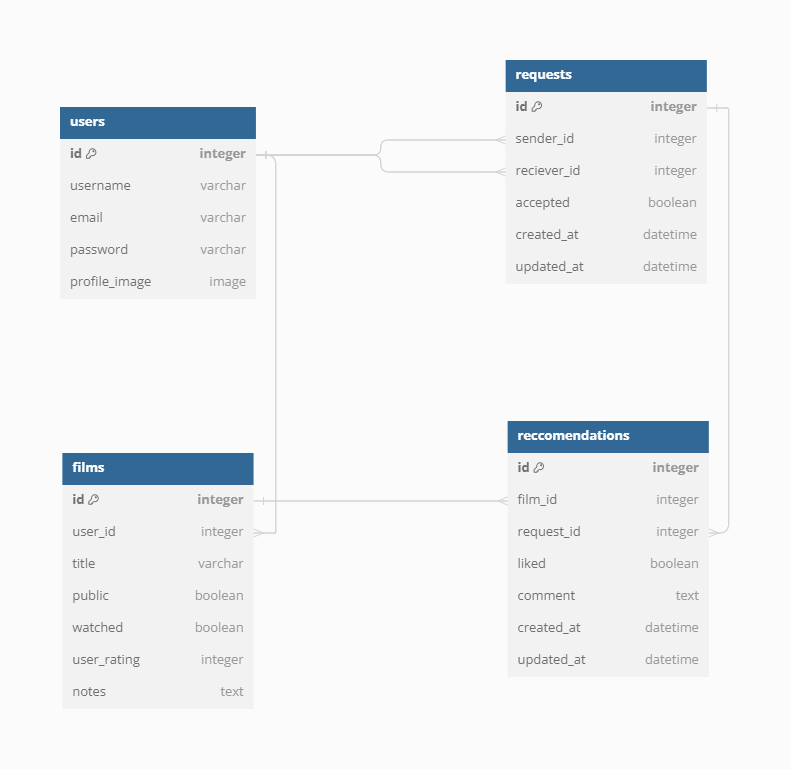 users
id integer
username varchar
email varchar
password varchar
profile_image image
requests
id integer
sender_id integer
reciever_id integer
accepted boolean
created_at datetime
updated_at datetime
films
id integer
user_id integer
title varchar
public boolean
watched boolean
user_rating integer
notes text
reccomendations
id integer
film_id integer
request_id integer
liked boolean
comment text
created_at datetime
updated_at datetime